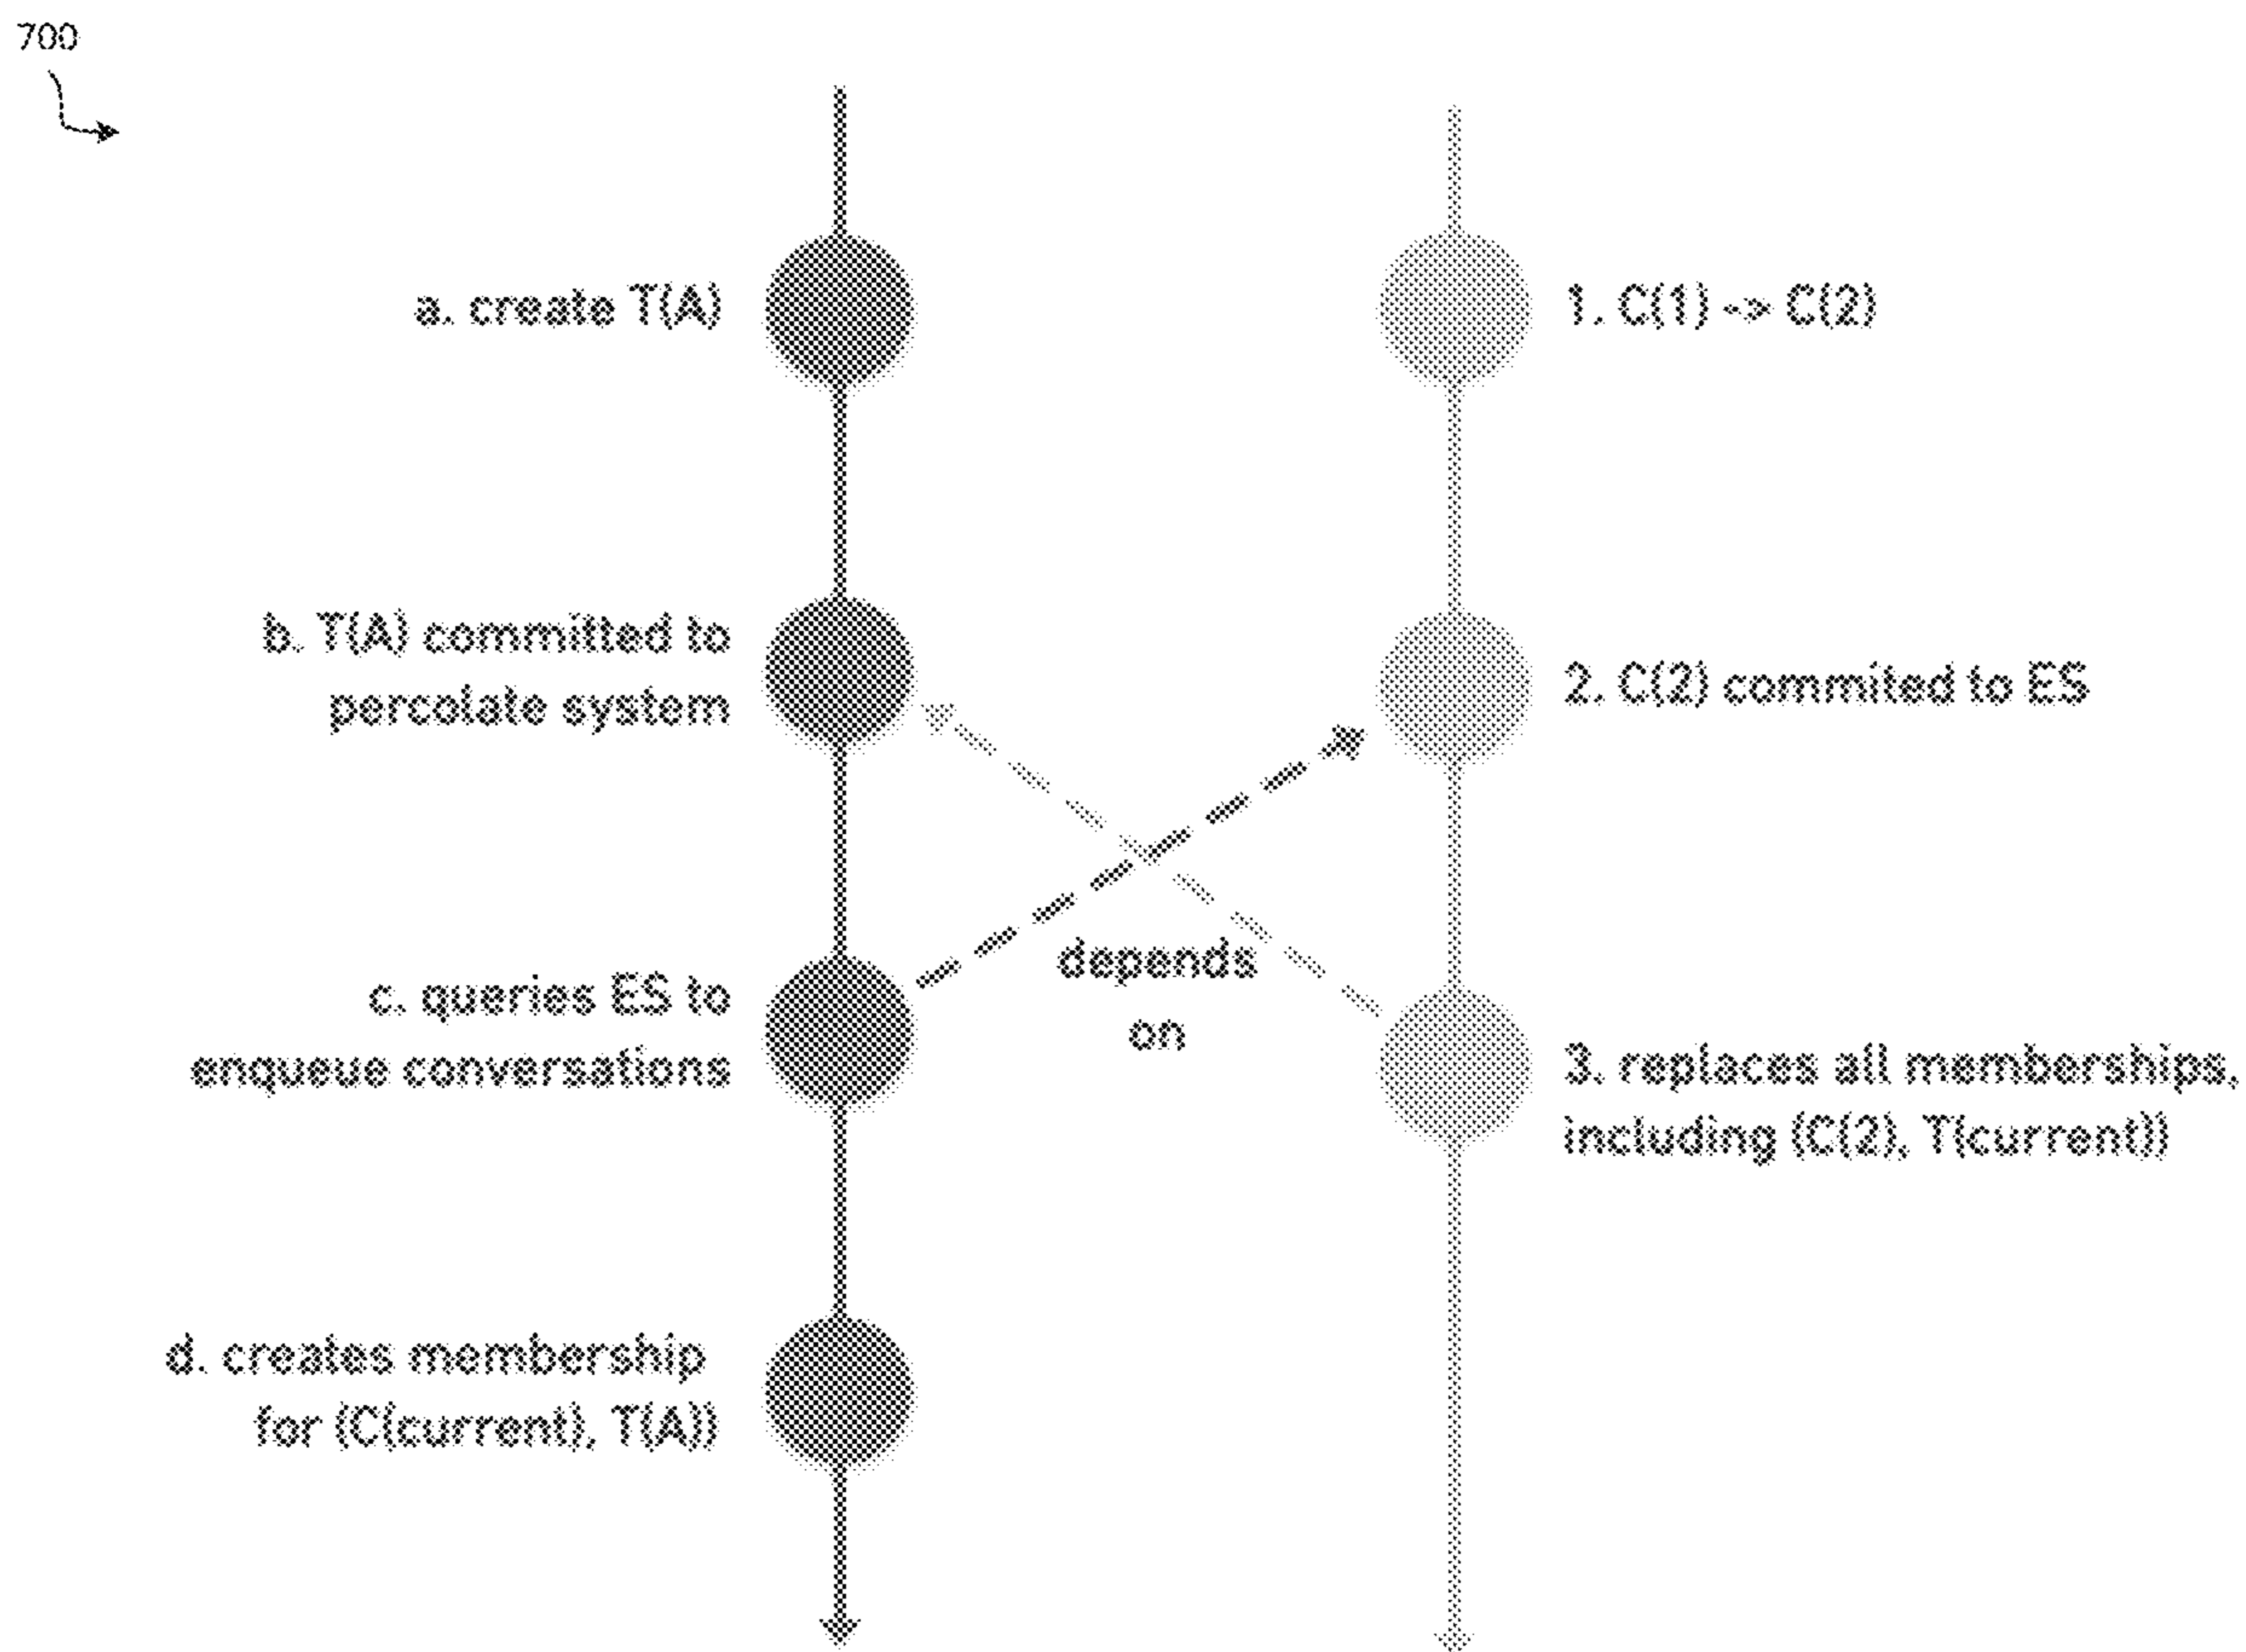 700
a. create T(A)
1. C(1) -> C(2)
b. T(A) committed to
percolate system
2. C(2) commited to ES
c. queries ES to
enqueue conversations
depends
on
3. replaces all memberships,
including (C(2), T(current))
d. creates membership
for (C(current), T(A))